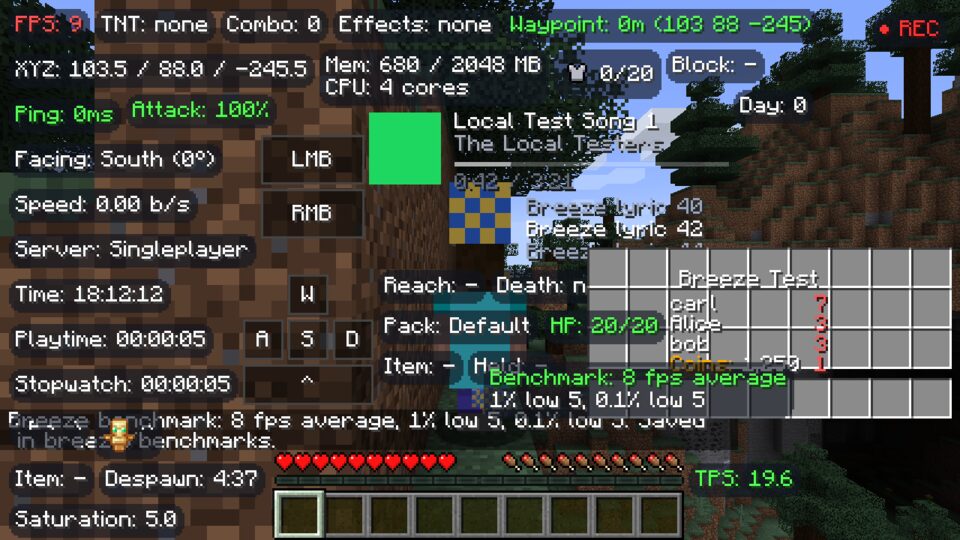 FPS: 9 TNT: none Combo: 0 Effects: none Waypoint: 0m (103 88 -245) REC
XYZ: 103.5 / 88.0 / -245.5 Mem: 680 / 2048 MB 0/20 Block: -
CPU: 4 cores
Day: 0
Ping: 0ms Attack: 100%
Local Test Song 1
The Local Testers
Facing: South (0°) LMB
0:42 3:21
Speed: 0.00 b/s RMB
Breeze lyric 40
Breeze lyric 42
Breeze
Server: Singleplayer
Breeze Test
Reach: - Death:
Time: 18:12:12 W
carl 7
Alice 3
bob 3
Coins: 1,250 1
Pack: Default HP: 20/20
Playtime: 00:00:05 A S D
Item: -
Stopwatch: 00:00:05 ^
Benchmark: 8 fps average
1% low 5, 0.1% low 5
Breeze benchmark: 8 fps average, 1% low 5, 0.1% low 5. Saved
in breeze benchmarks.
Item: - Despawn: 4:37 TPS: 19.6
Saturation: 5.0